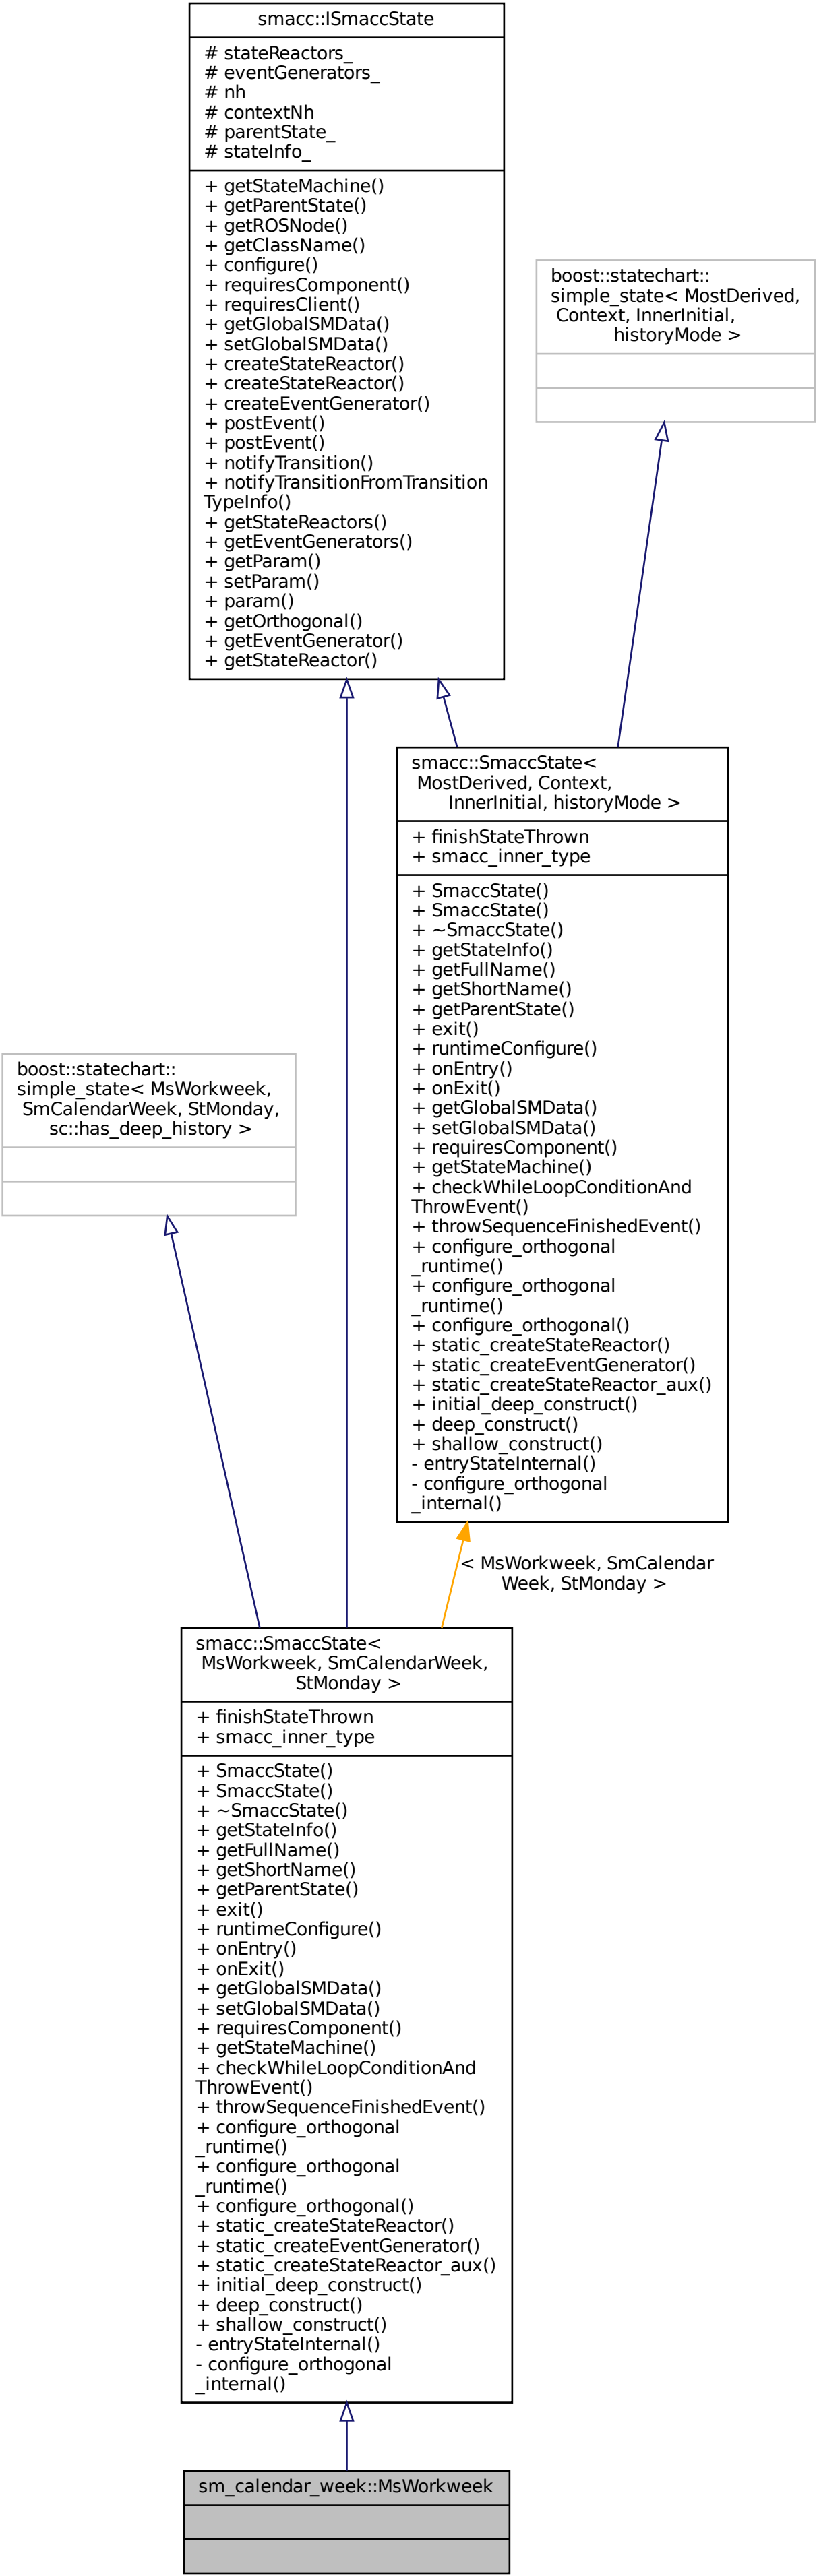 smacc::ISmaccState
# stateReactors_
# eventGenerators_
# nh
# contextNh
# parentState_
# stateInfo_
+ getStateMachine()
+ getParentState()
+ getROSNode()
+ getClassName()
+ configure()
+ requiresComponent()
+ requiresClient()
+ getGlobalSMData()
+ setGlobalSMData()
+ createStateReactor()
+ createStateReactor()
+ createEventGenerator()
+ postEvent()
+ postEvent()
+ notifyTransition()
+ notifyTransitionFromTransition
TypeInfo()
+ getStateReactors()
+ getEventGenerators()
+ getParam()
+ setParam()
+ param()
+ getOrthogonal()
+ getEventGenerator()
+ getStateReactor()
boost::statechart::
simple_state< MostDerived,
Context, InnerInitial,
historyMode >
smacc::SmaccState<
MostDerived, Context,
InnerInitial, historyMode >
+ finishStateThrown
+ smacc_inner_type
+ SmaccState()
+ SmaccState()
+ ~SmaccState()
+ getStateInfo()
+ getFullName()
+ getShortName()
+ getParentState()
+ exit()
+ runtimeConfigure()
+ onEntry()
+ onExit()
+ getGlobalSMData()
+ setGlobalSMData()
+ requiresComponent()
+ getStateMachine()
+ checkWhileLoopConditionAnd
ThrowEvent()
+ throwSequenceFinishedEvent()
+ configure_orthogonal
_runtime()
+ configure_orthogonal
_runtime()
+ configure_orthogonal()
+ static_createStateReactor()
+ static_createEventGenerator()
+ static_createStateReactor_aux()
+ initial_deep_construct()
+ deep_construct()
+ shallow_construct()
- entryStateInternal()
- configure_orthogonal
_internal()
boost::statechart::
simple_state< MsWorkweek,
SmCalendarWeek, StMonday,
sc::has_deep_history >
< MsWorkweek, SmCalendar
Week, StMonday >
smacc::SmaccState<
MsWorkweek, SmCalendarWeek,
StMonday >
+ finishStateThrown
+ smacc_inner_type
+ SmaccState()
+ SmaccState()
+ ~SmaccState()
+ getStateInfo()
+ getFullName()
+ getShortName()
+ getParentState()
+ exit()
+ runtimeConfigure()
+ onEntry()
+ onExit()
+ getGlobalSMData()
+ setGlobalSMData()
+ requiresComponent()
+ getStateMachine()
+ checkWhileLoopConditionAnd
ThrowEvent()
+ throwSequenceFinishedEvent()
+ configure_orthogonal
_runtime()
+ configure_orthogonal
_runtime()
+ configure_orthogonal()
+ static_createStateReactor()
+ static_createEventGenerator()
+ static_createStateReactor_aux()
+ initial_deep_construct()
+ deep_construct()
+ shallow_construct()
- entryStateInternal()
- configure_orthogonal
_internal()
sm_calendar_week::MsWorkweek